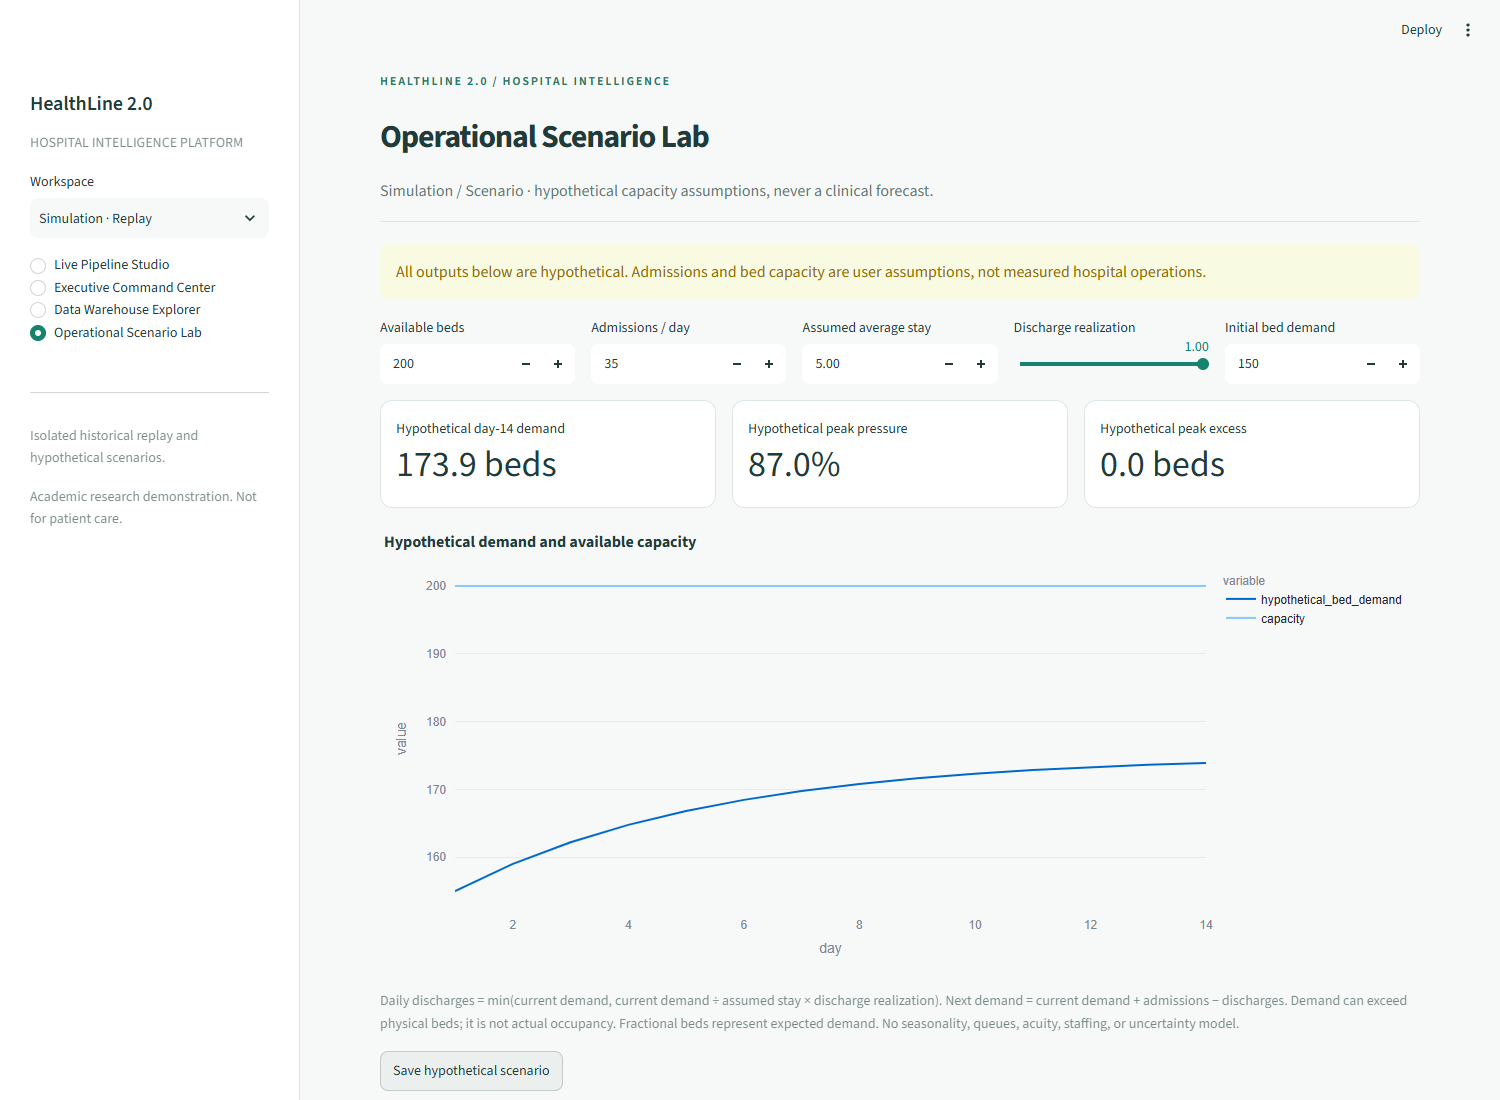 Deploy
HealthLine 2.0
HOSPITAL INTELLIGENCE PLATFORM
Workspace
Simulation · Replay
Live Pipeline Studio
Executive Command Center
Data Warehouse Explorer
Operational Scenario Lab
Isolated historical replay and
hypothetical scenarios.
Academic research demonstration. Not
for patient care.
HEALTHLINE 2.0 / HOSPITAL INTELLIGENCE
Operational Scenario Lab
Simulation / Scenario · hypothetical capacity assumptions, never a clinical forecast.
All outputs below are hypothetical. Admissions and bed capacity are user assumptions, not measured hospital operations.
Available beds
200
Admissions / day
35
Assumed average stay
5.00
Discharge realization
1.00
Initial bed demand
150
Hypothetical day-14 demand
173.9 beds
Hypothetical peak pressure
87.0%
Hypothetical peak excess
0.0 beds
Hypothetical demand and available capacity
200
190
180
170
160
value
2 4 6 8 10 12 14
day
variable
hypothetical_bed_demand
capacity
Daily discharges = min(current demand, current demand ÷ assumed stay × discharge realization). Next demand = current demand + admissions − discharges. Demand can exceed
physical beds; it is not actual occupancy. Fractional beds represent expected demand. No seasonality, queues, acuity, staffing, or uncertainty model.
Save hypothetical scenario